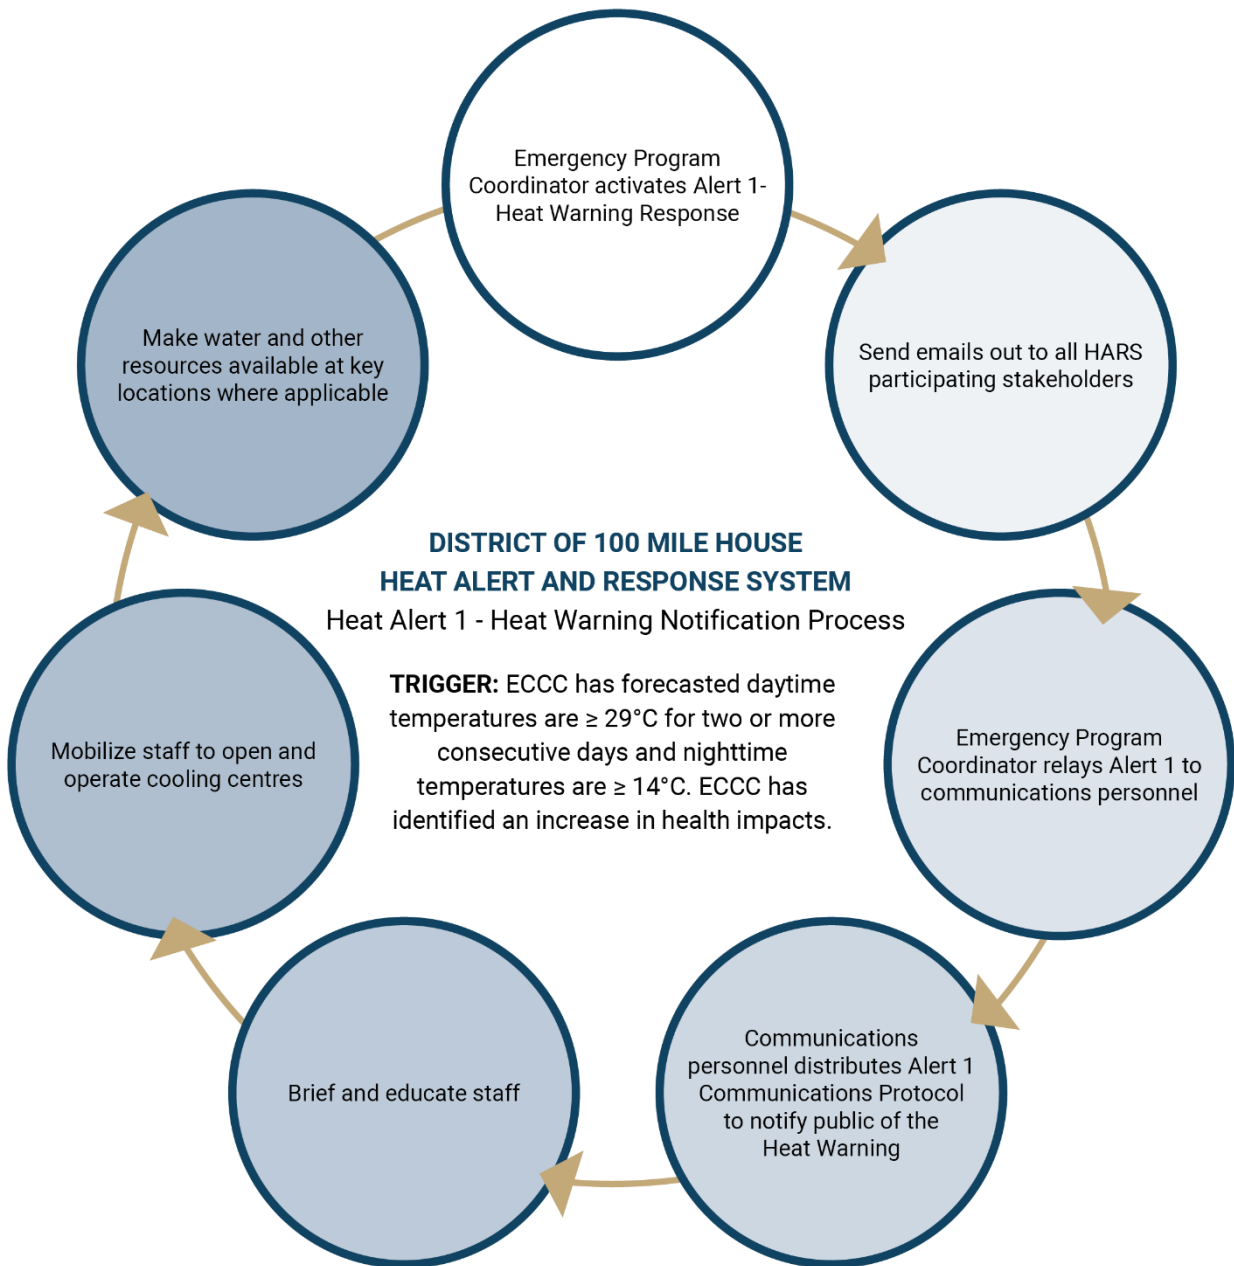 Emergency Program
Coordinator activates Alert 1-
Heat Warning Response
Send emails out to all HARS
participating stakeholders
Emergency Program
Coordinator relays Alert 1 to
communications personnel
Communications
personnel distributes Alert 1
Communications Protocol
to notify public of the
Heat Warning
Brief and educate staff
Mobilize staff to open and
operate cooling centres
Make water and other
resources available at key
locations where applicable
DISTRICT OF 100 MILE HOUSE
HEAT ALERT AND RESPONSE SYSTEM
Heat Alert 1 - Heat Warning Notification Process
TRIGGER: ECCC has forecasted daytime
temperatures are ≥ 29°C for two or more
consecutive days and nighttime
temperatures are ≥ 14°C. ECCC has
identified an increase in health impacts.